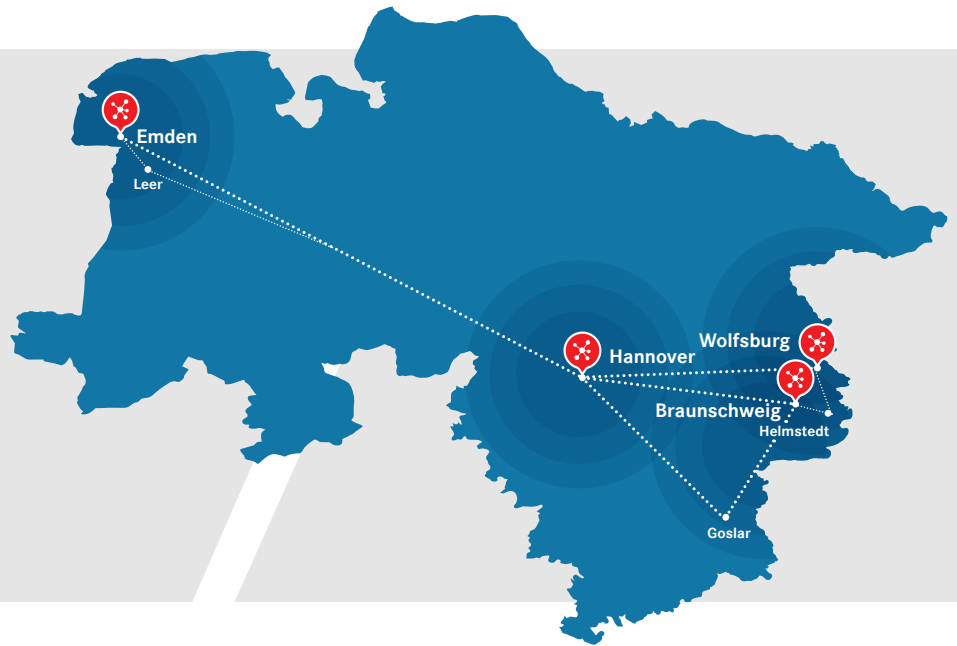 Emden
Leer
Wolfsburg
Hannover
Braunschweig
Helmstedt
Goslar